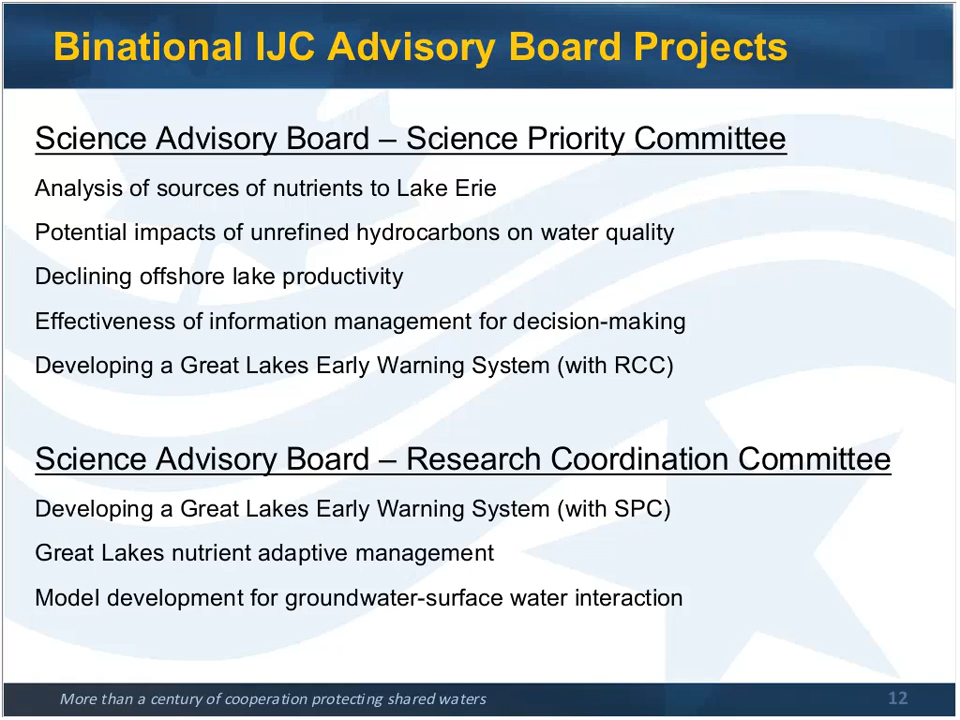 Binational IJC Advisory Board Projects
Science Advisory Board – Science Priority Committee
Analysis of sources of nutrients to Lake Erie
Potential impacts of unrefined hydrocarbons on water quality
Declining offshore lake productivity
Effectiveness of information management for decision-making
Developing a Great Lakes Early Warning System (with RCC)
Science Advisory Board – Research Coordination Committee
Developing a Great Lakes Early Warning System (with SPC)
Great Lakes nutrient adaptive management
Model development for groundwater-surface water interaction
More than a century of cooperation protecting shared waters
12